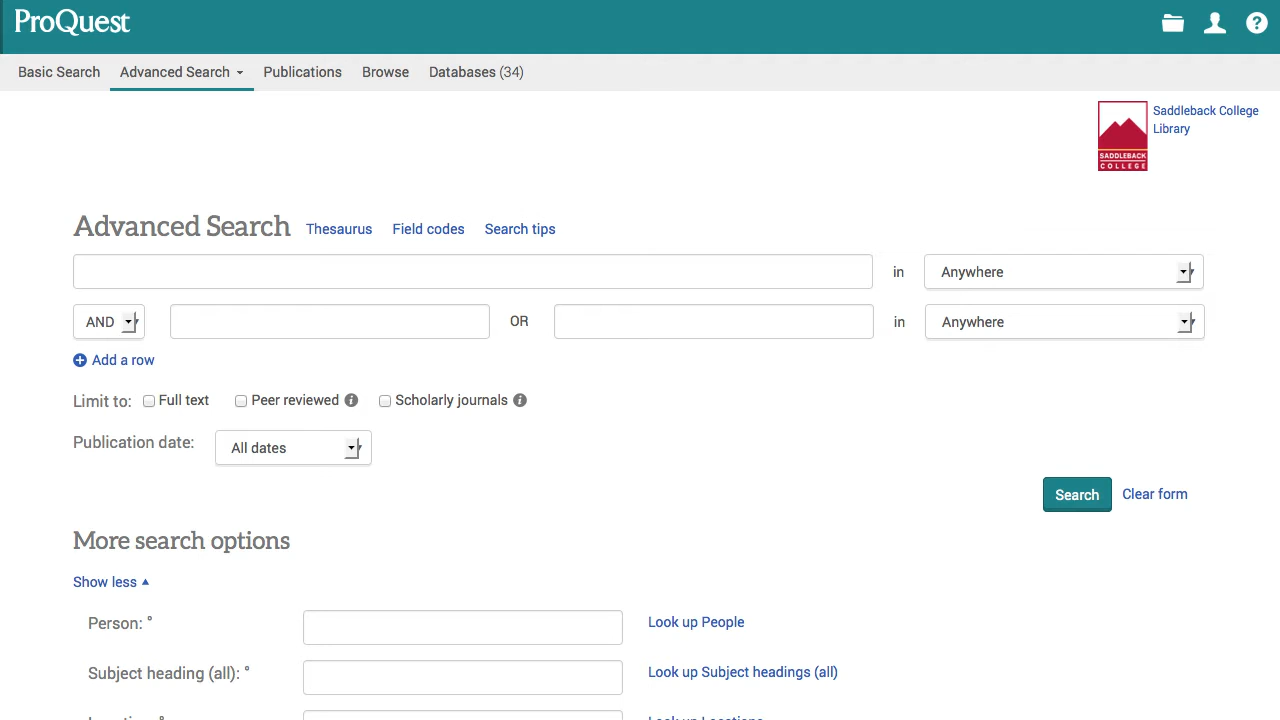 ProQuest
Basic Search Advanced Search Publications Browse Databases (34)
SADDLEBACK
COLLEGE
Saddleback College
Library
Advanced Search Thesaurus Field codes Search tips
in Anywhere
AND OR in Anywhere
Add a row
Limit to: Full text Peer reviewed Scholarly journals
Publication date: All dates
Search Clear form
More search options
Show less
Person: ° Look up People
Subject heading (all): ° Look up Subject headings (all)
Look up Locations